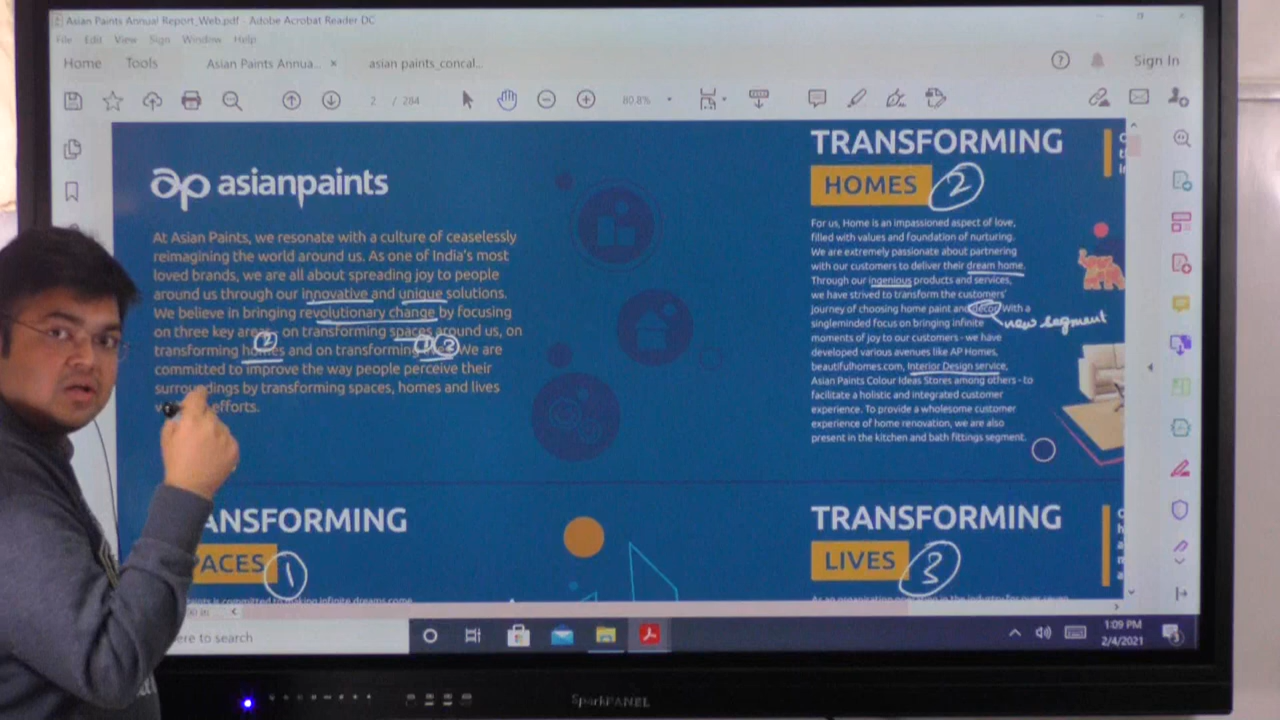 Asian Paints Annual Report_Web.pdf - Adobe Acrobat Reader DC
File Edit View Sign Window Help
Home Tools Asian Paints Annua... × asian paints_concal... Sign In
2 / 284 80.8%
asianpaints
At Asian Paints, we resonate with a culture of ceaselessly
reimagining the world around us. As one of India's most
loved brands, we are all about spreading joy to people
around us through our innovative and unique solutions.
We believe in bringing revolutionary change by focusing
on three key on transforming spaces around us, on
transforming homes and on transforming We are
committed to improve the way people perceive their
surroundings by transforming spaces, homes and lives
efforts.
TRANSFORMING
HOMES 2
For us, Home is an impassioned aspect of love,
filled with values and foundation of nurturing.
We are extremely passionate about partnering
with our customers to deliver their dream home.
Through our ingenious products and services,
we have strived to transform the customers'
journey of choosing home paint and decor. With a
singleminded focus on bringing infinite new segment
moments of joy to our customers - we have
developed various avenues like AP Homes,
beautifulhomes.com, Interior Design service,
Asian Paints Colour Ideas Stores among others - to
facilitate a holistic and integrated customer
experience. To provide a wholesome customer
experience of home renovation, we are also
present in the kitchen and bath fittings segment.
ANSFORMING
PACES 1
TRANSFORMING
LIVES 3
ere to search
1:09 PM
2/4/2021
SparkPANEL